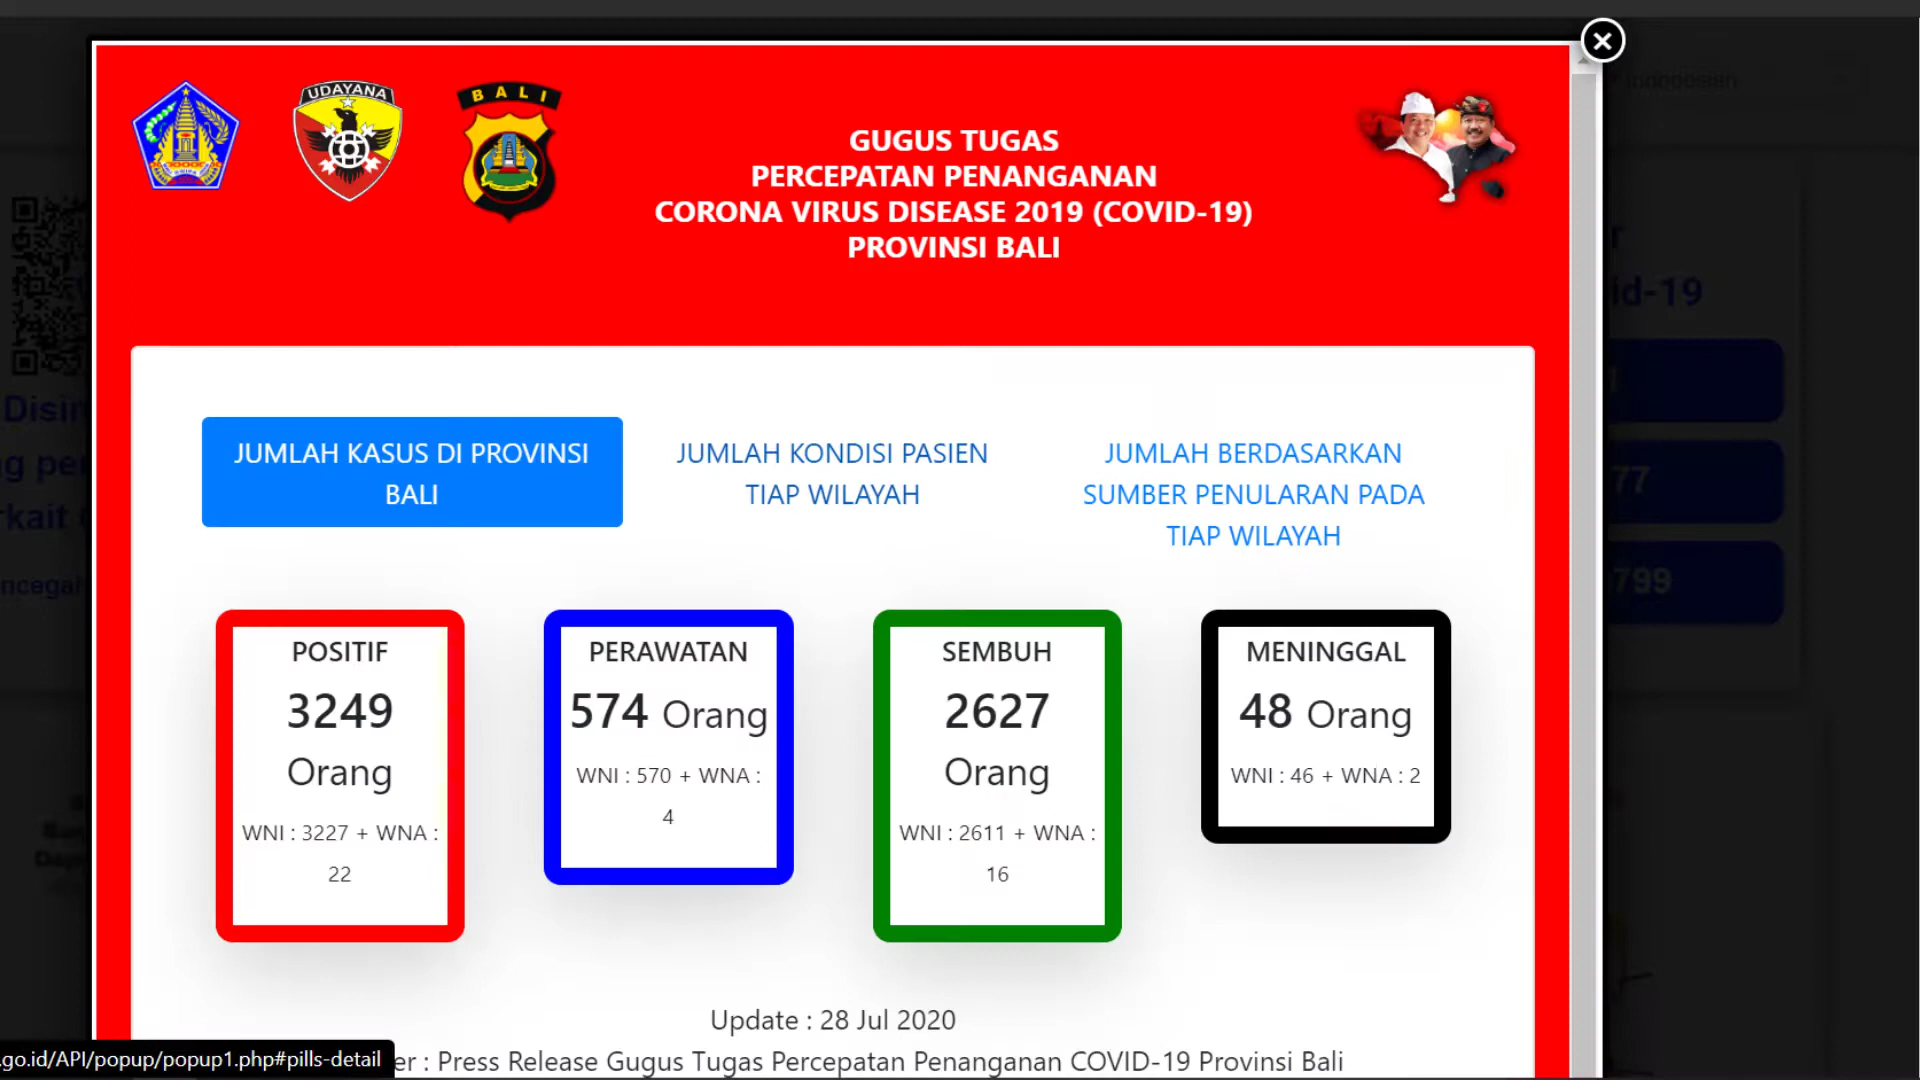 UDAYANA
BALI
GUGUS TUGAS
PERCEPATAN PENANGANAN
CORONA VIRUS DISEASE 2019 (COVID-19)
PROVINSI BALI
JUMLAH KASUS DI PROVINSI
BALI
JUMLAH KONDISI PASIEN
TIAP WILAYAH
JUMLAH BERDASARKAN
SUMBER PENULARAN PADA
TIAP WILAYAH
POSITIF
3249
Orang
WNI : 3227 + WNA :
22
PERAWATAN
574 Orang
WNI : 570 + WNA :
4
SEMBUH
2627
Orang
WNI : 2611 + WNA :
16
MENINGGAL
48 Orang
WNI : 46 + WNA : 2
Update : 28 Jul 2020
er : Press Release Gugus Tugas Percepatan Penanganan COVID-19 Provinsi Bali
.go.id/API/popup/popup1.php#pills-detail
id-19
77
799